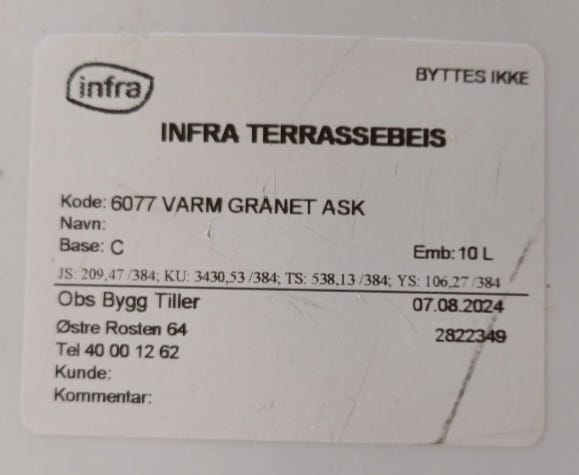 infra
BYTTES IKKE
INFRA TERRASSEBEIS
Kode: 6077 VARM GRÅNET ASK
Navn:
Base: C
Emb: 10 L
JS: 209,47 /384; KU: 3430,53 /384; TS: 538,13 /384; YS: 106,27 /384
Obs Bygg Tiller
07.08.2024
Østre Rosten 64
2822349
Tel 40 00 12 62
Kunde:
Kommentar: